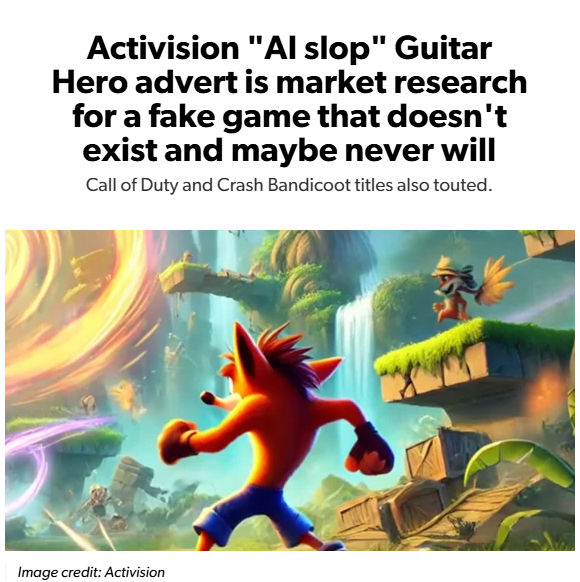 Activision "AI slop" Guitar
Hero advert is market research
for a fake game that doesn't
exist and maybe never will
Call of Duty and Crash Bandicoot titles also touted.
Image credit: Activision